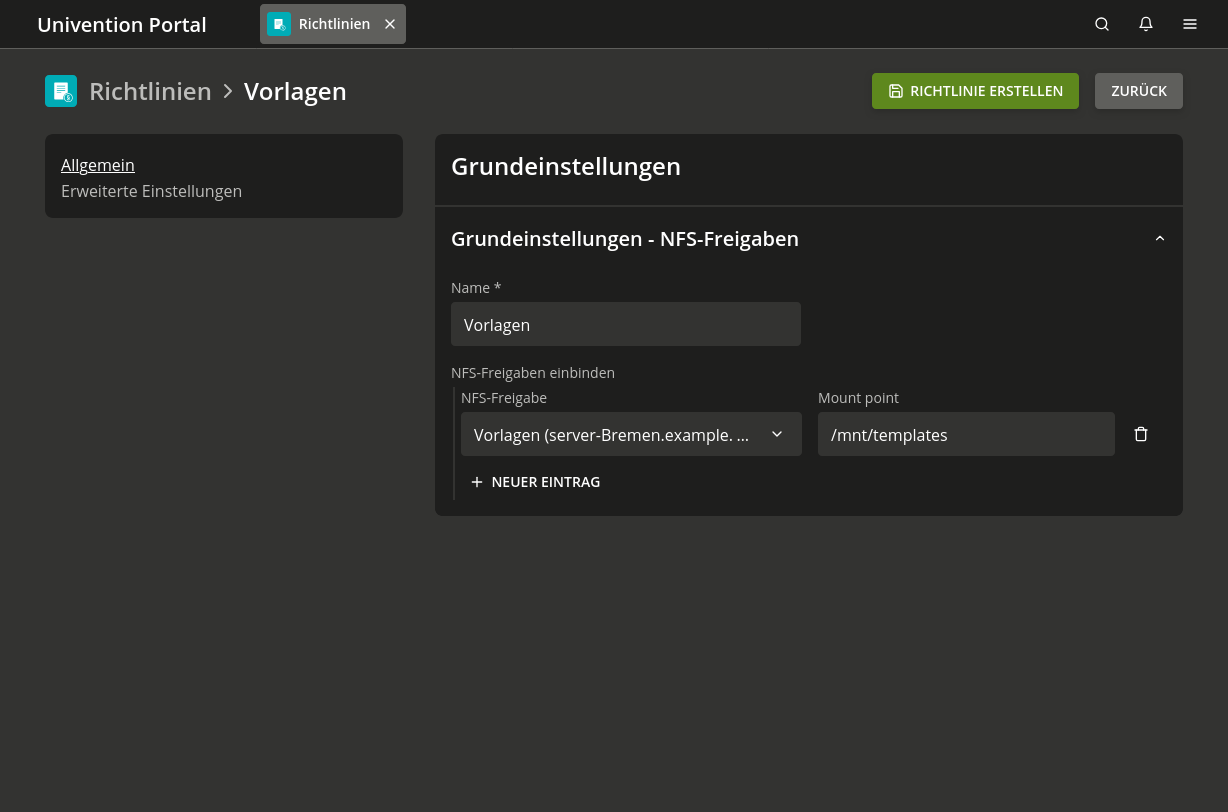 Univention Portal
Richtlinien
Richtlinien > Vorlagen
RICHTLINIE ERSTELLEN
ZURÜCK
Allgemein
Erweiterte Einstellungen
Grundeinstellungen
Grundeinstellungen - NFS-Freigaben
Name *
Vorlagen
NFS-Freigaben einbinden
NFS-Freigabe
Mount point
Vorlagen (server-Bremen.example. ...
/mnt/templates
NEUER EINTRAG